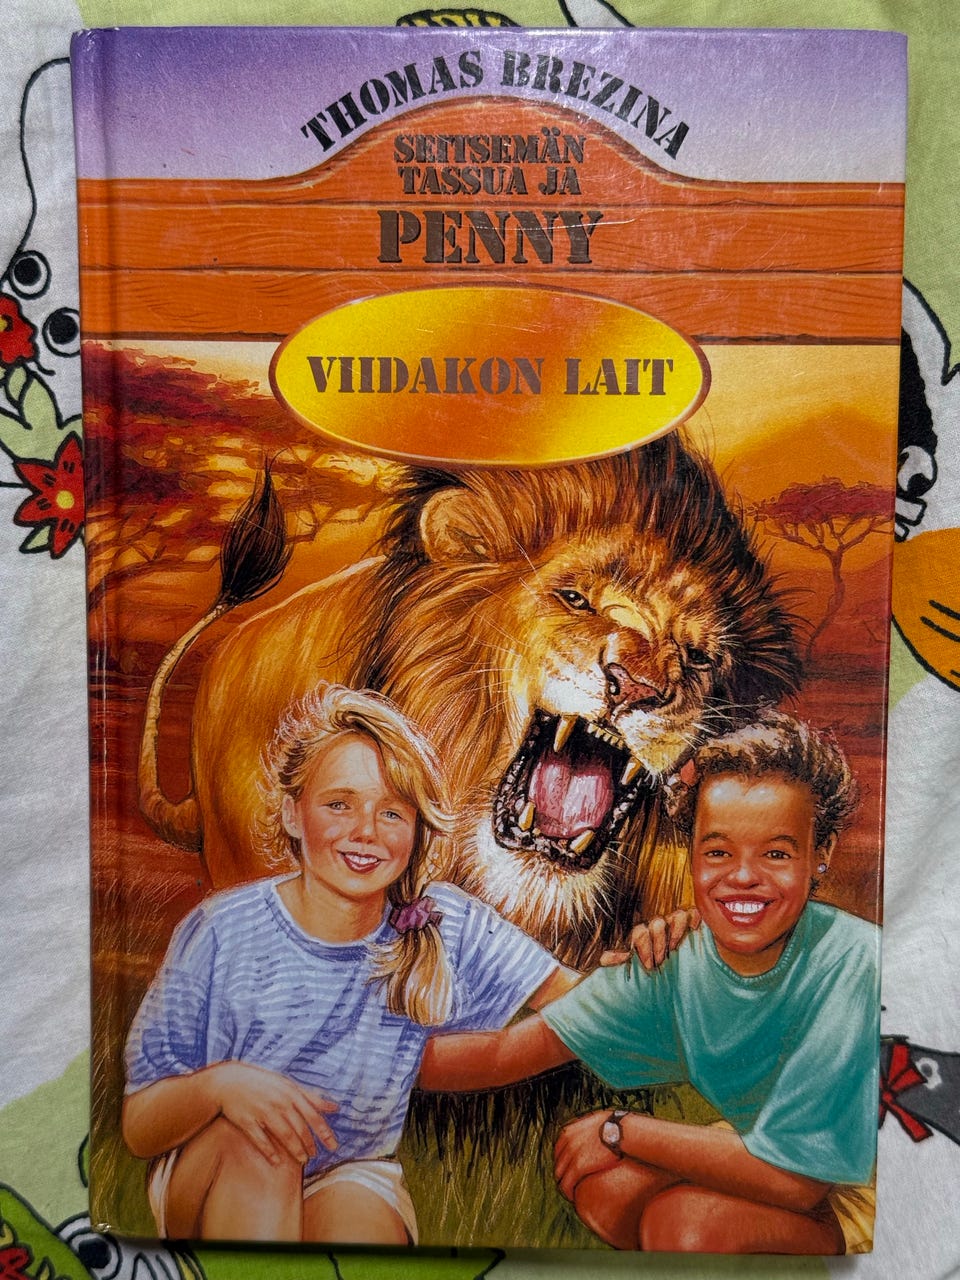 THOMAS BREZINA
SEITSEMÄN
TASSUA JA
PENNY
VIIDAKON LAIT